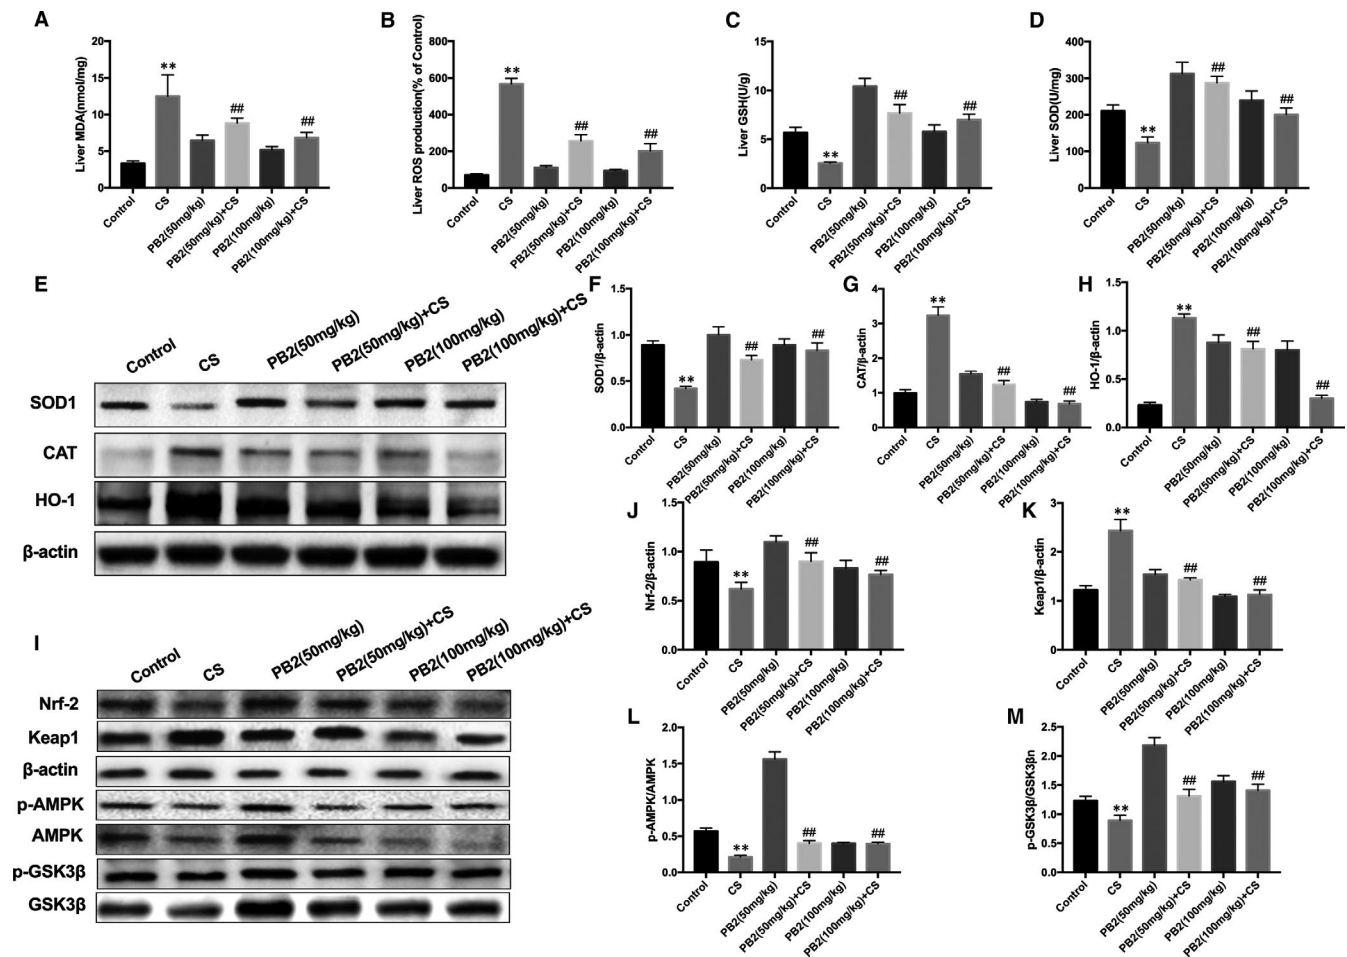 A
Liver MDA(nmol/mg)
20
15
10
5
0
**
##
##
Control
CS
PB2(50mg/kg)
PB2(50mg/kg)+CS
PB2(100mg/kg)
PB2(100mg/kg)+CS
B
Liver ROS production(% of Control)
800
600
400
200
0
**
##
##
Control
CS
PB2(50mg/kg)
PB2(50mg/kg)+CS
PB2(100mg/kg)
PB2(100mg/kg)+CS
C
Liver GSH(U/g)
15
10
5
0
**
##
##
Control
CS
PB2(50mg/kg)
PB2(50mg/kg)+CS
PB2(100mg/kg)
PB2(100mg/kg)+CS
D
Liver SOD(U/mg)
400
300
200
100
0
**
##
##
Control
CS
PB2(50mg/kg)
PB2(50mg/kg)+CS
PB2(100mg/kg)
PB2(100mg/kg)+CS
E
Control
CS
PB2(50mg/kg)
PB2(50mg/kg)+CS
PB2(100mg/kg)
PB2(100mg/kg)+CS
SOD1
CAT
HO-1
β-actin
F
SOD1/β-actin
1.5
1.0
0.5
0.0
**
##
##
Control
CS
PB2(50mg/kg)
PB2(50mg/kg)+CS
PB2(100mg/kg)
PB2(100mg/kg)+CS
G
CAT/β-actin
4
3
2
1
0
**
##
##
Control
CS
PB2(50mg/kg)
PB2(50mg/kg)+CS
PB2(100mg/kg)
PB2(100mg/kg)+CS
H
HO-1/β-actin
1.5
1.0
0.5
0.0
**
##
##
Control
CS
PB2(50mg/kg)
PB2(50mg/kg)+CS
PB2(100mg/kg)
PB2(100mg/kg)+CS
I
Control
CS
PB2(50mg/kg)
PB2(50mg/kg)+CS
PB2(100mg/kg)
PB2(100mg/kg)+CS
Nrf-2
Keap1
β-actin
p-AMPK
AMPK
p-GSK3β
GSK3β
J
Nrf-2/β-actin
1.5
1.0
0.5
0.0
**
##
##
Control
CS
PB2(50mg/kg)
PB2(50mg/kg)+CS
PB2(100mg/kg)
PB2(100mg/kg)+CS
K
Keap1/β-actin
3
2
1
0
**
##
##
Control
CS
PB2(50mg/kg)
PB2(50mg/kg)+CS
PB2(100mg/kg)
PB2(100mg/kg)+CS
L
p-AMPK/AMPK
2.0
1.5
1.0
0.5
0.0
**
##
##
Control
CS
PB2(50mg/kg)
PB2(50mg/kg)+CS
PB2(100mg/kg)
PB2(100mg/kg)+CS
M
p-GSK3β/GSK3βn
2.5
2.0
1.5
1.0
0.5
0.0
**
##
##
Control
CS
PB2(50mg/kg)
PB2(50mg/kg)+CS
PB2(100mg/kg)
PB2(100mg/kg)+CS